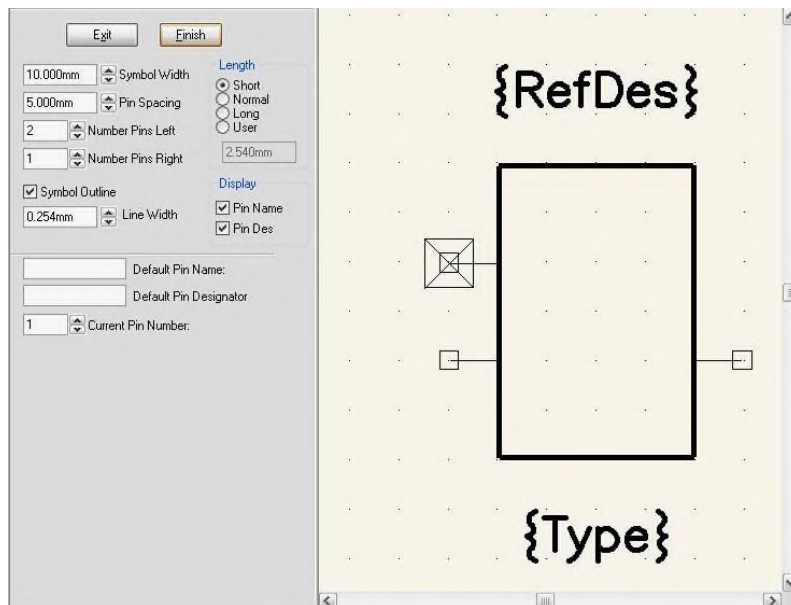 Exit Finish
10.000mm Symbol Width
5.000mm Pin Spacing
2 Number Pins Left
1 Number Pins Right
Length
Short
Normal
Long
User
2.540mm
Symbol Outline
0.254mm Line Width
Display
Pin Name
Pin Des
Default Pin Name:
Default Pin Designator
1 Current Pin Number:
{RefDes}
{Type}